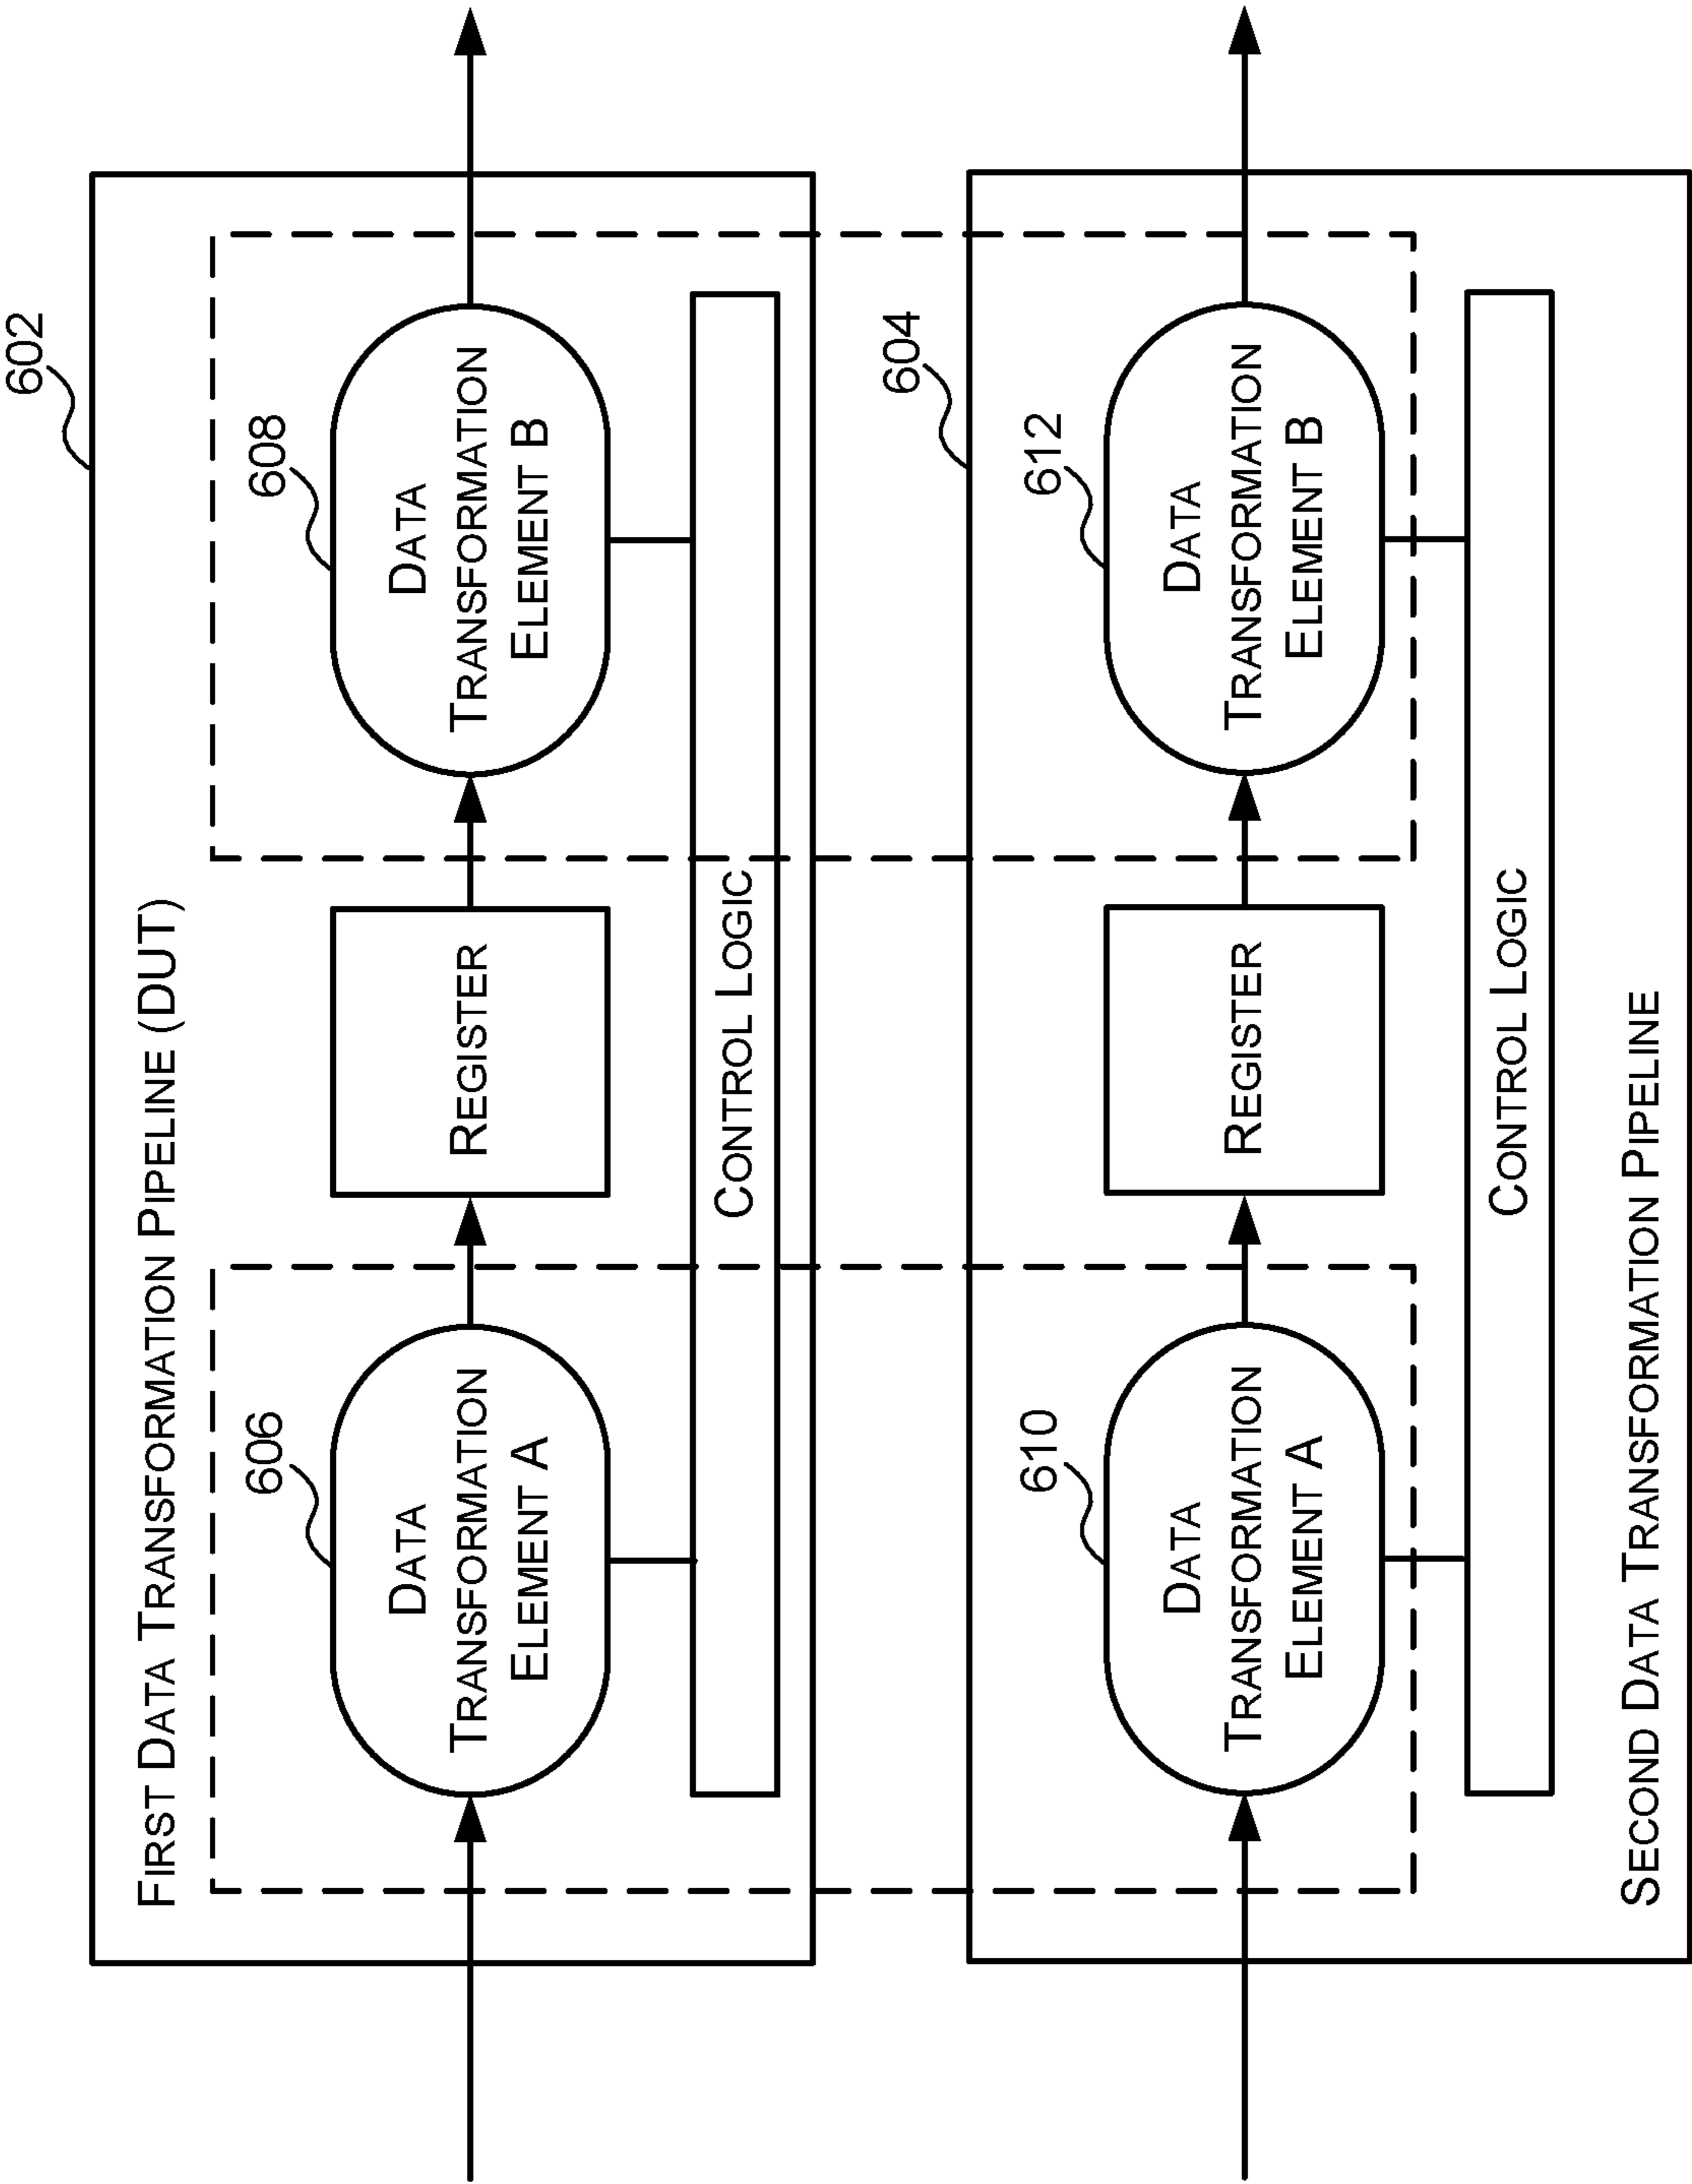 602
FIRST DATA TRANSFORMATION PIPELINE (DUT)
606
DATA
TRANSFORMATION
ELEMENT A
REGISTER
608
DATA
TRANSFORMATION
ELEMENT B
CONTROL LOGIC
604
610
DATA
TRANSFORMATION
ELEMENT A
REGISTER
612
DATA
TRANSFORMATION
ELEMENT B
CONTROL LOGIC
SECOND DATA TRANSFORMATION PIPELINE